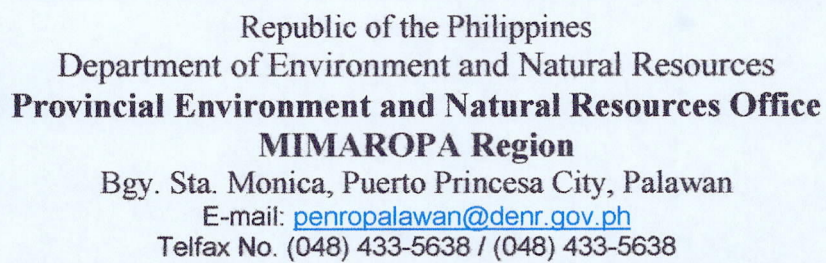 Republic of the Philippines
Department of Environment and Natural Resources
Provincial Environment and Natural Resources Office
MIMAROPA Region
Bgy. Sta. Monica, Puerto Princesa City, Palawan
E-mail: penropalawan@denr.gov.ph
Telfax No. (048) 433-5638 / (048) 433-5638